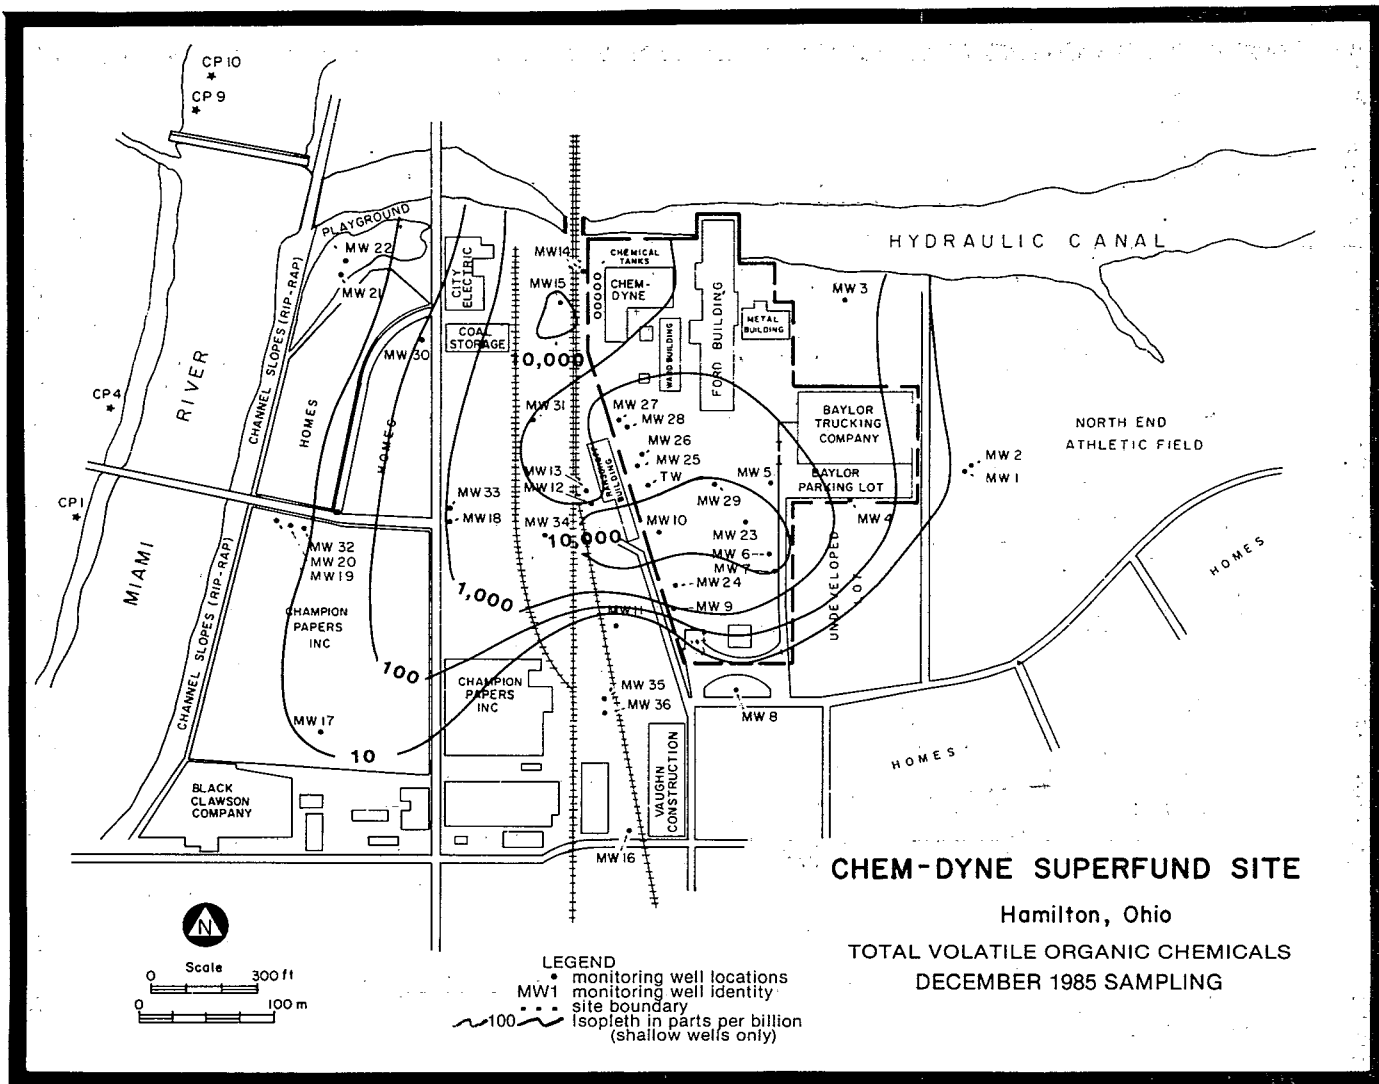 CP 10
CP 9
PLAYGROUND
MW 22
MW 21
CITY
ELECTRIC
COAL
STORAGE
MW 30
MW14
MW15
CHEMICAL
TANKS
CHEM-
DYNE
WARD BUILDING
FORD BUILDING
METAL
BUILDING
MW 3
HYDRAULIC CANAL
10,000
CP4
RIVER
CHANNEL SLOPES (RIP-RAP)
HOMES
HOMES
MW 31
MW 27
MW 28
MW 26
MW 25
TW
MW 13
MW 12
BUILDING
BAYLOR
TRUCKING
COMPANY
BAYLOR
PARKING LOT
NORTH END
ATHLETIC FIELD
MW 2
MW 1
MW 5
MW 29
MW 4
CP1
MW 33
MW 18
MW 34
10,000
MW 10
MW 23
MW 6
MW 7
MW 24
MW 9
MW 11
MIAMI
CHANNEL SLOPES (RIP-RAP)
MW 32
MW 20
MW 19
CHAMPION
PAPERS
INC
1,000
100
10
MW 17
UNDEVELOPED
LOT
HOMES
HOMES
CHAMPION
PAPERS
INC
MW 35
MW 36
MW 8
VAUGHN
CONSTRUCTION
BLACK
CLAWSON
COMPANY
MW 16
CHEM-DYNE SUPERFUND SITE
Hamilton, Ohio
TOTAL VOLATILE ORGANIC CHEMICALS
DECEMBER 1985 SAMPLING
N
Scale
0 300 ft
0 100 m
LEGEND
monitoring well locations
MW1 monitoring well identity
site boundary
100 Isopleth in parts per billion
(shallow wells only)